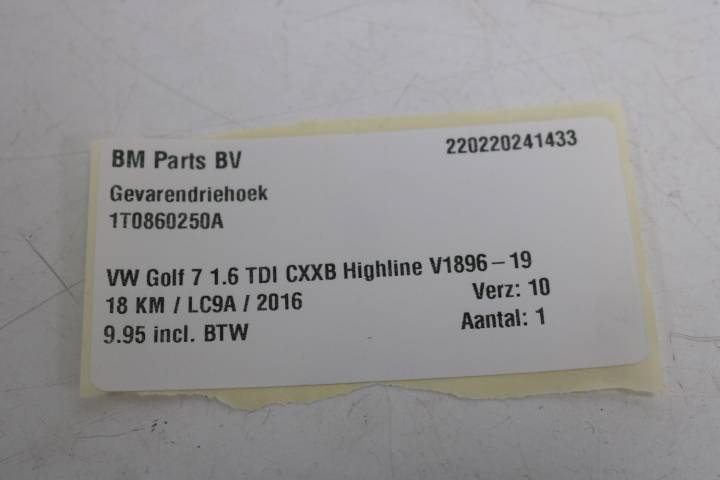 BM Parts BV 220220241433
Gevarendriehoek
1T0860250A
VW Golf 7 1.6 TDI CXXB Highline V1896-19
18 KM / LC9A / 2016 Verz: 10
9.95 incl. BTW Aantal: 1